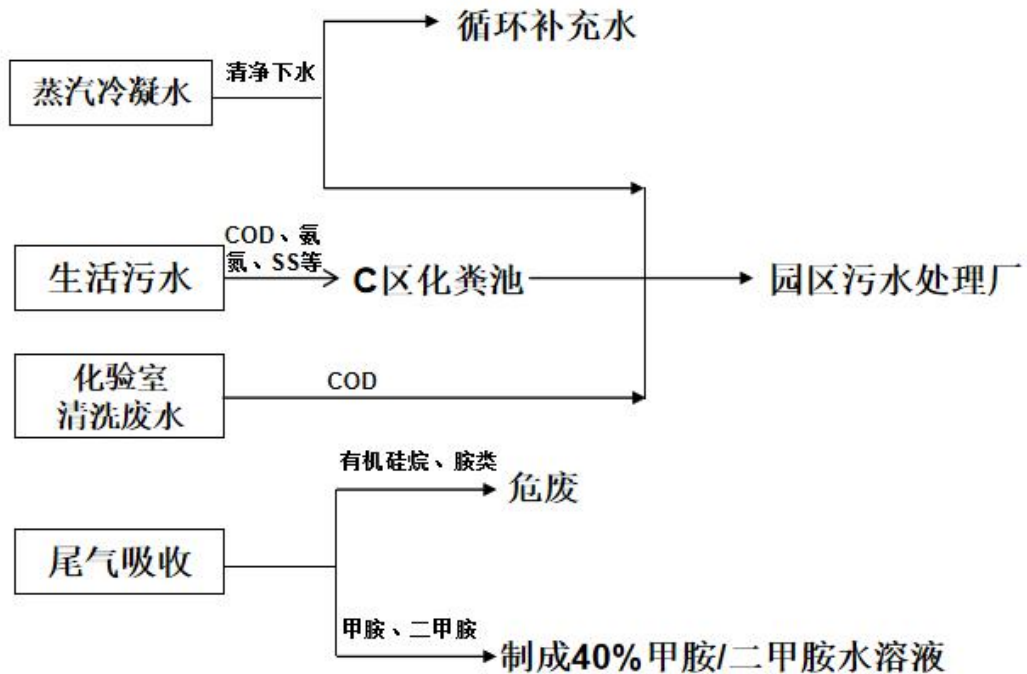 循环补充水
清净下水
蒸汽冷凝水
COD、氨
氮、SS等
生活污水
C区化粪池
园区污水处理厂
化验室
清洗废水
COD
有机硅烷、胺类
危废
尾气吸收
甲胺、二甲胺
制成40%甲胺/二甲胺水溶液